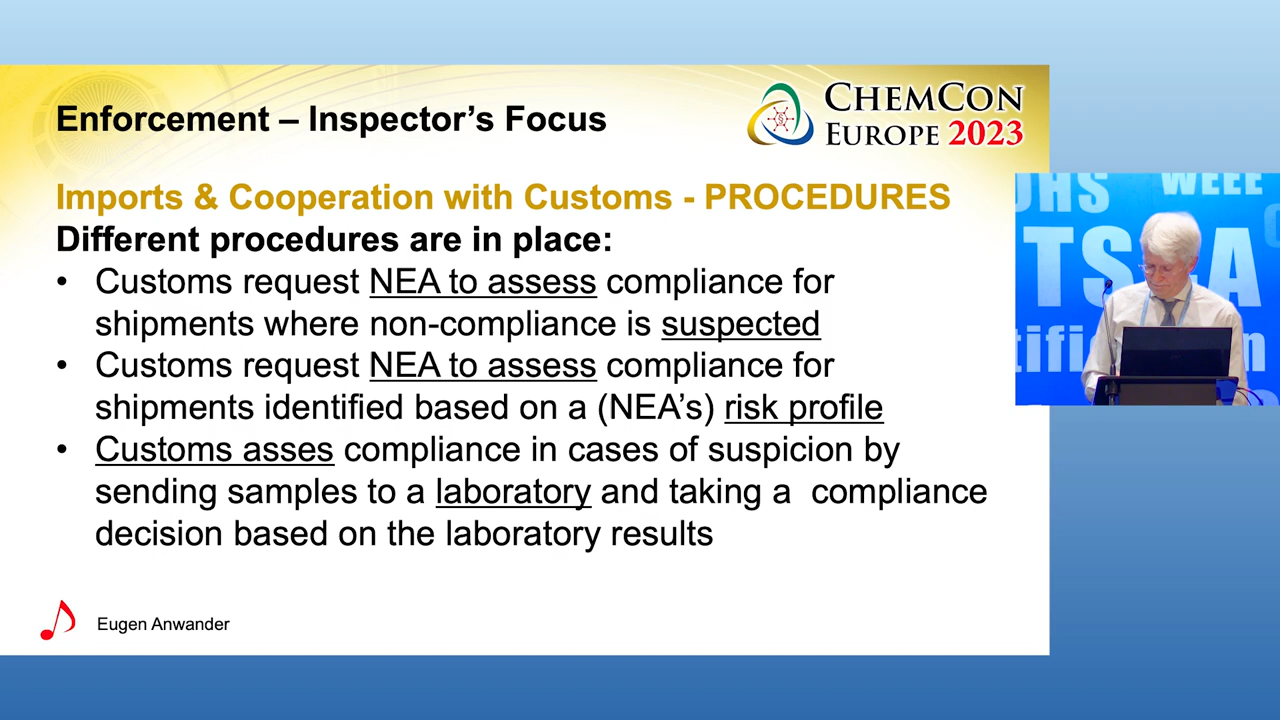 Enforcement – Inspector's Focus
CHEMCON
EUROPE 2023
Imports & Cooperation with Customs - PROCEDURES
Different procedures are in place:
• Customs request NEA to assess compliance for
shipments where non-compliance is suspected
• Customs request NEA to assess compliance for
shipments identified based on a (NEA's) risk profile
• Customs asses compliance in cases of suspicion by
sending samples to a laboratory and taking a  compliance
decision based on the laboratory results
Eugen Anwander
WEEE